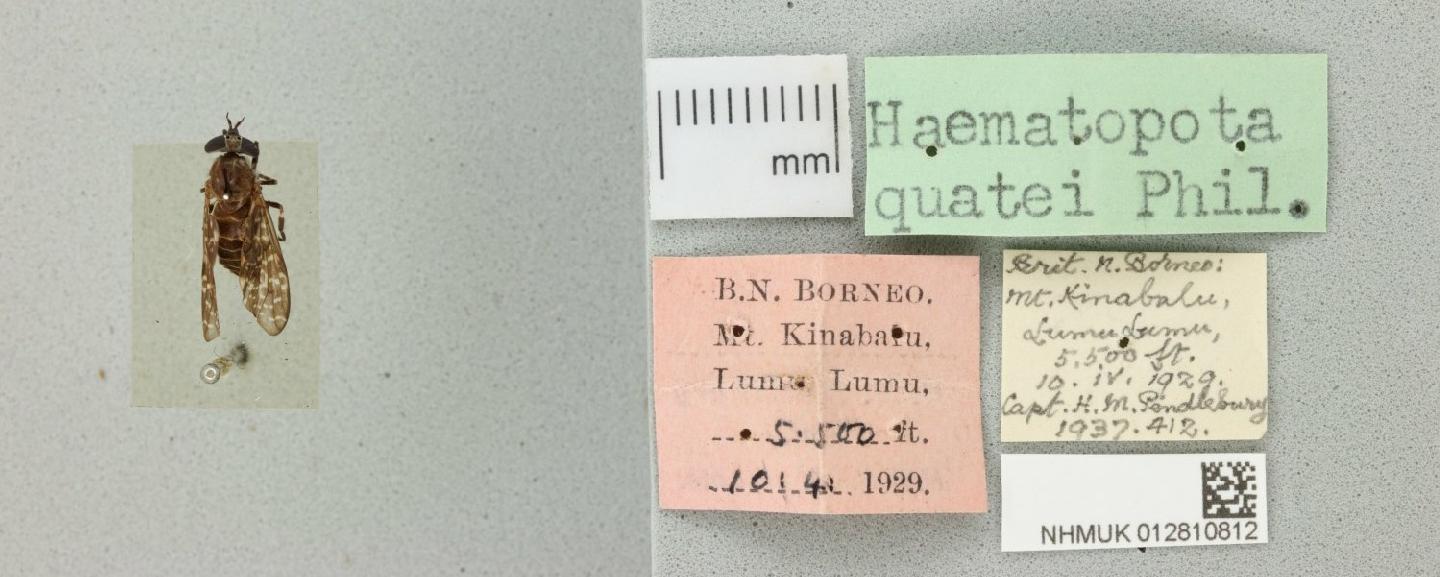 mm
Haematopota
quatei Phil.
B.N. BORNEO.
Mt. Kinabalu,
Lumu Lumu,
5.500 ft.
10.4. 1929.
Brit. N. Borneo:
Mt. Kinabalu,
Lumu Lumu,
5,500 ft.
10. iv. 1929.
Capt. H. M. Pendlebury
1937.412.
NHMUK 012810812